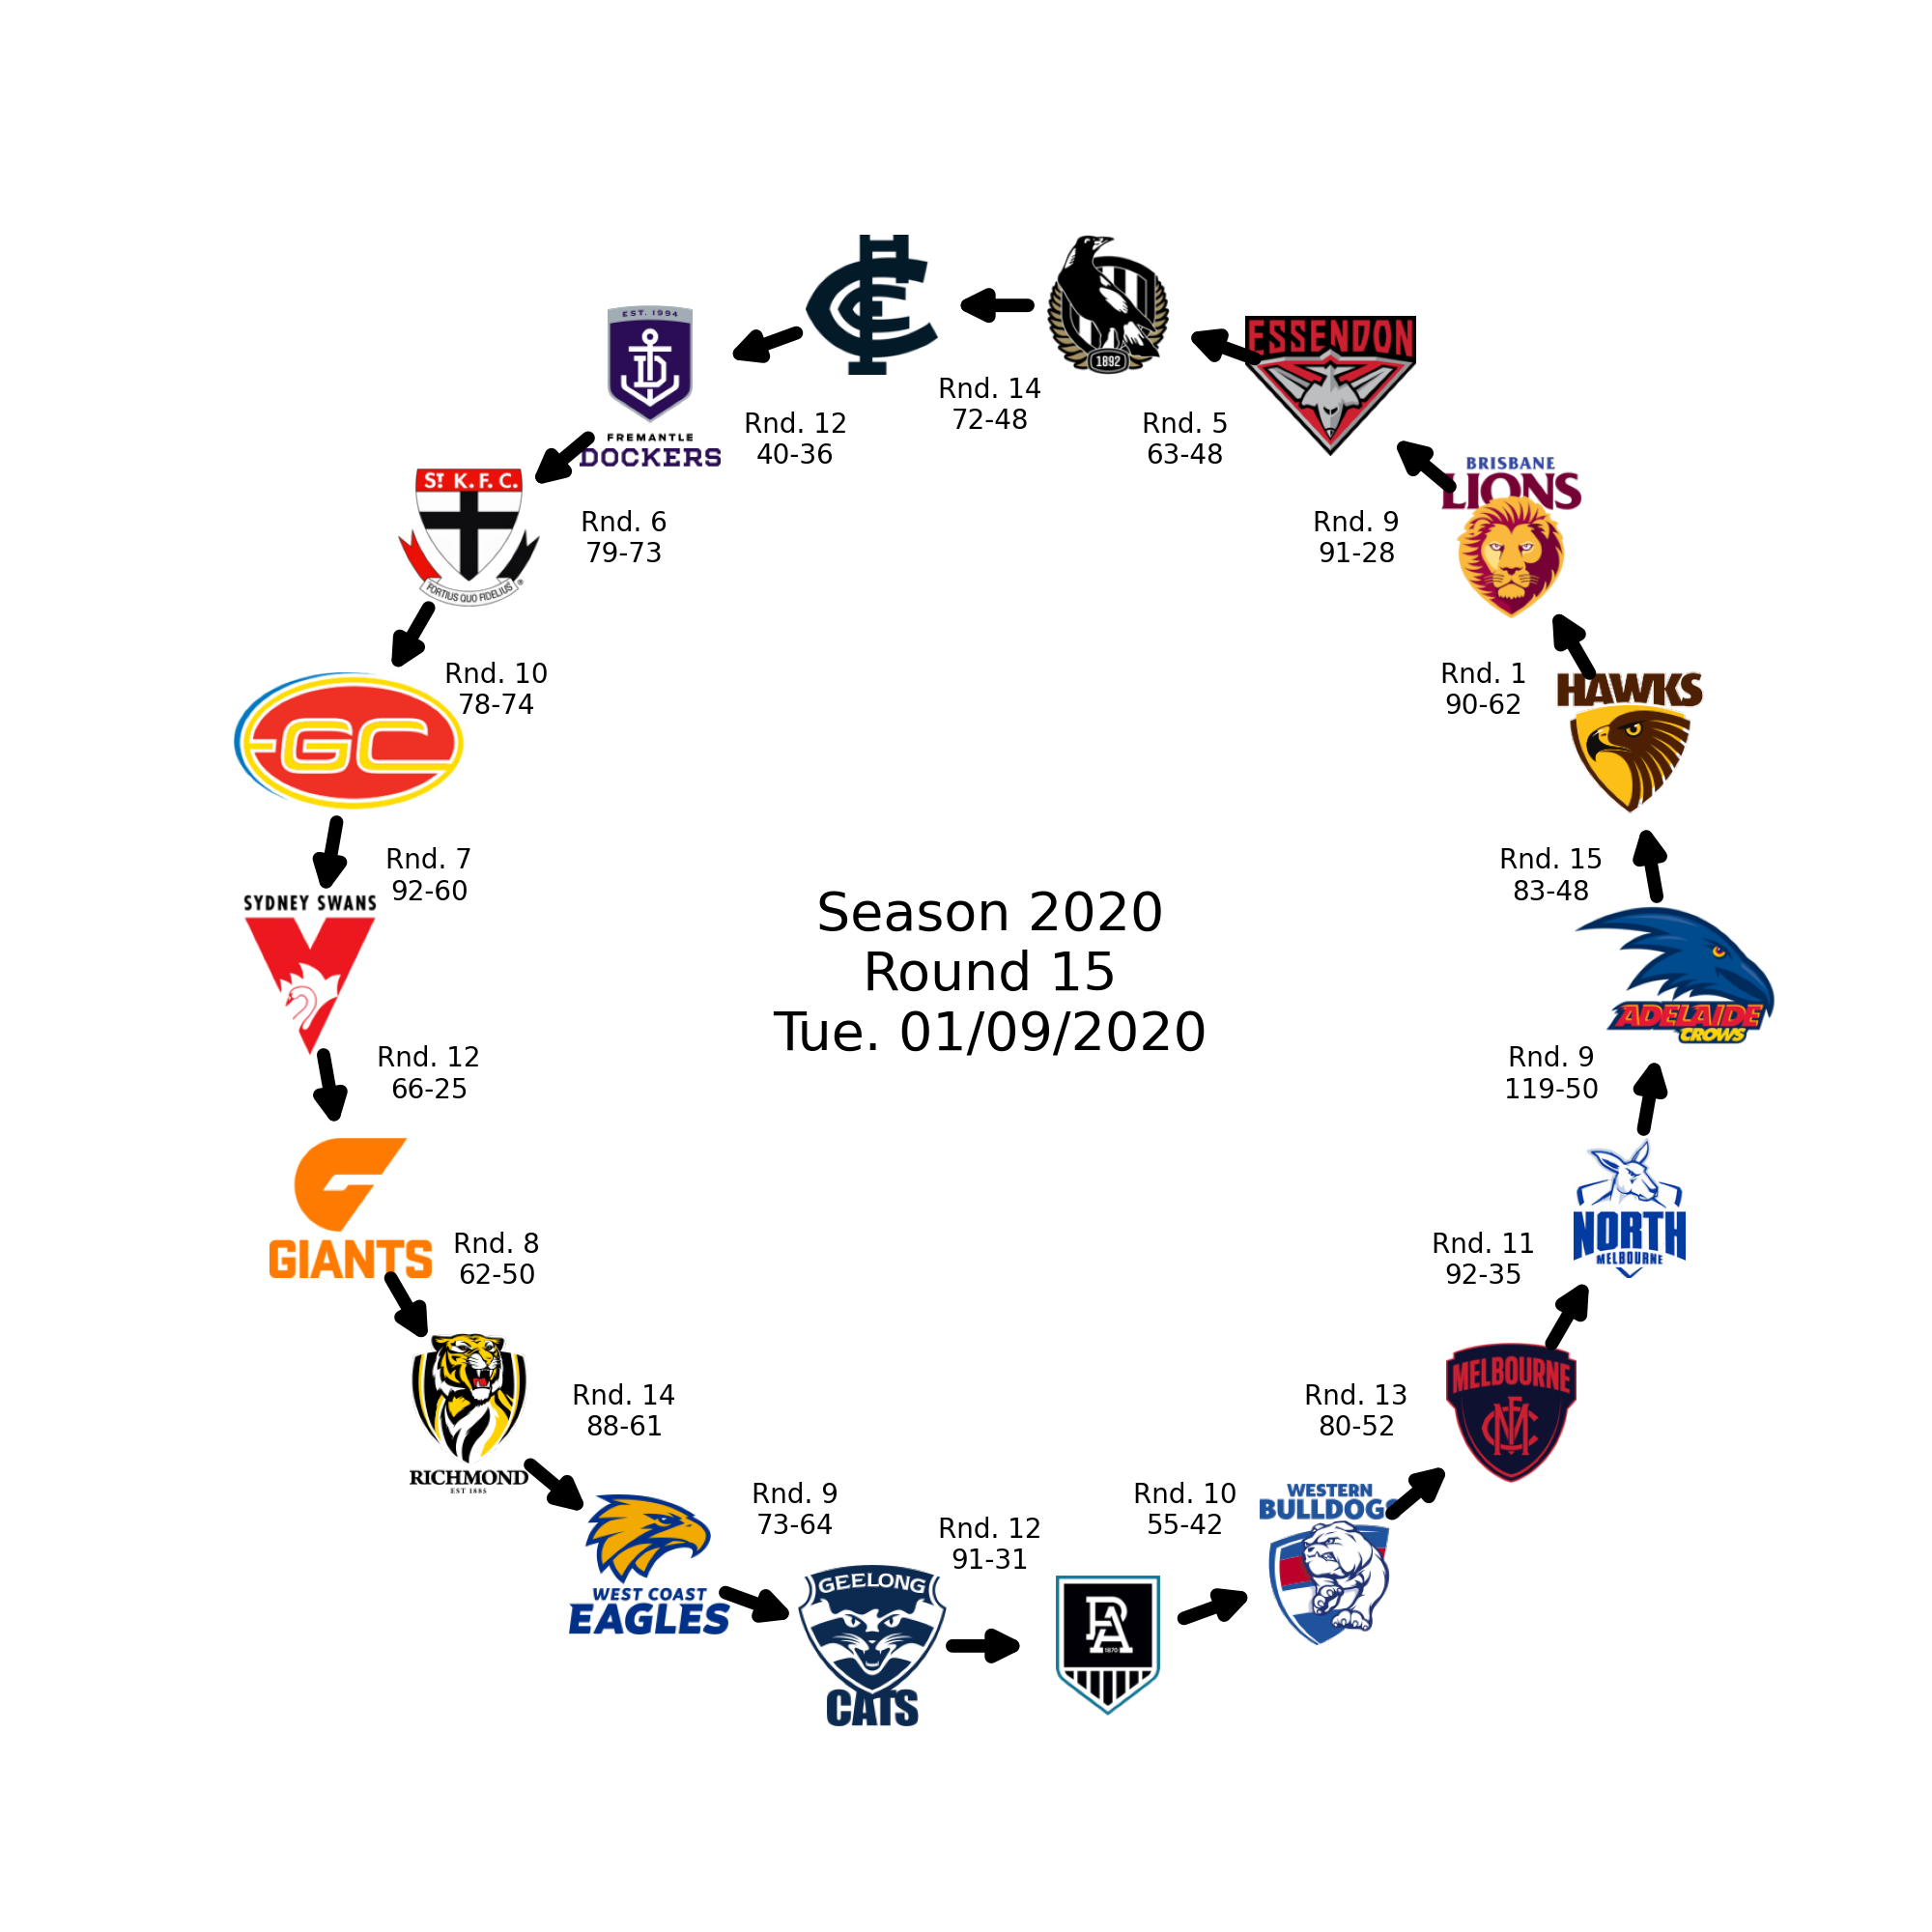 EST. 1994
FREMANTLE
DOCKERS
1892
ESSENDON
Rnd. 14
72-48
Rnd. 12
40-36
Rnd. 5
63-48
BRISBANE
LIONS
ST K.F.C.
FORTIUS QUO FIDELIUS
Rnd. 6
79-73
Rnd. 9
91-28
Rnd. 10
78-74
Rnd. 1
90-62
HAWKS
GC
Rnd. 7
92-60
Rnd. 15
83-48
SYDNEY SWANS
Season 2020
Round 15
Tue. 01/09/2020
ADELAIDE
CROWS
Rnd. 12
66-25
Rnd. 9
119-50
GIANTS
Rnd. 8
62-50
Rnd. 11
92-35
NORTH
MELBOURNE
MELBOURNE
MFC
Rnd. 14
88-61
Rnd. 13
80-52
RICHMOND
EST 1885
Rnd. 9
73-64
Rnd. 12
91-31
Rnd. 10
55-42
WESTERN
BULLDOGS
WEST COAST
EAGLES
GEELONG
CATS
PA
1870